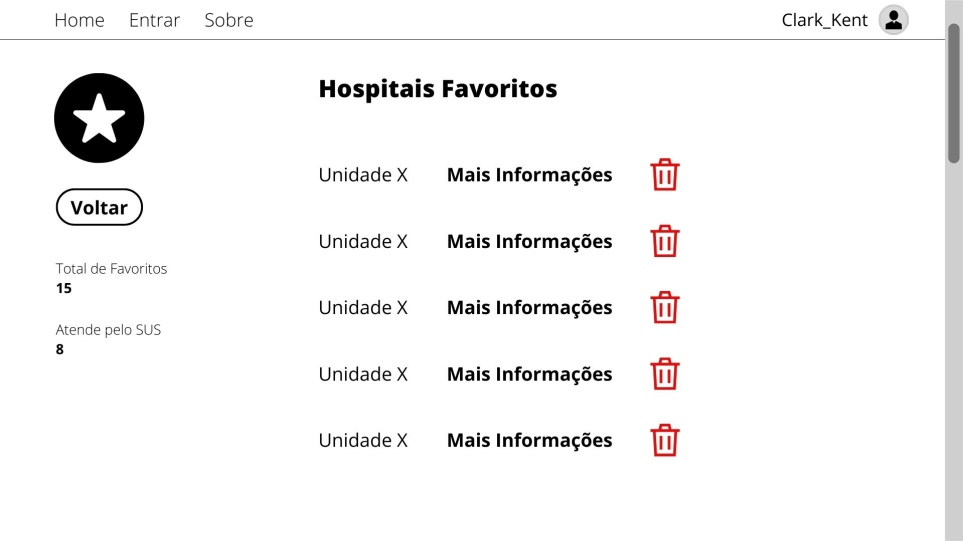 Home Entrar Sobre Clark_Kent
Hospitais Favoritos
Voltar
Total de Favoritos
15
Atende pelo SUS
8
Unidade X Mais Informações
Unidade X Mais Informações
Unidade X Mais Informações
Unidade X Mais Informações
Unidade X Mais Informações